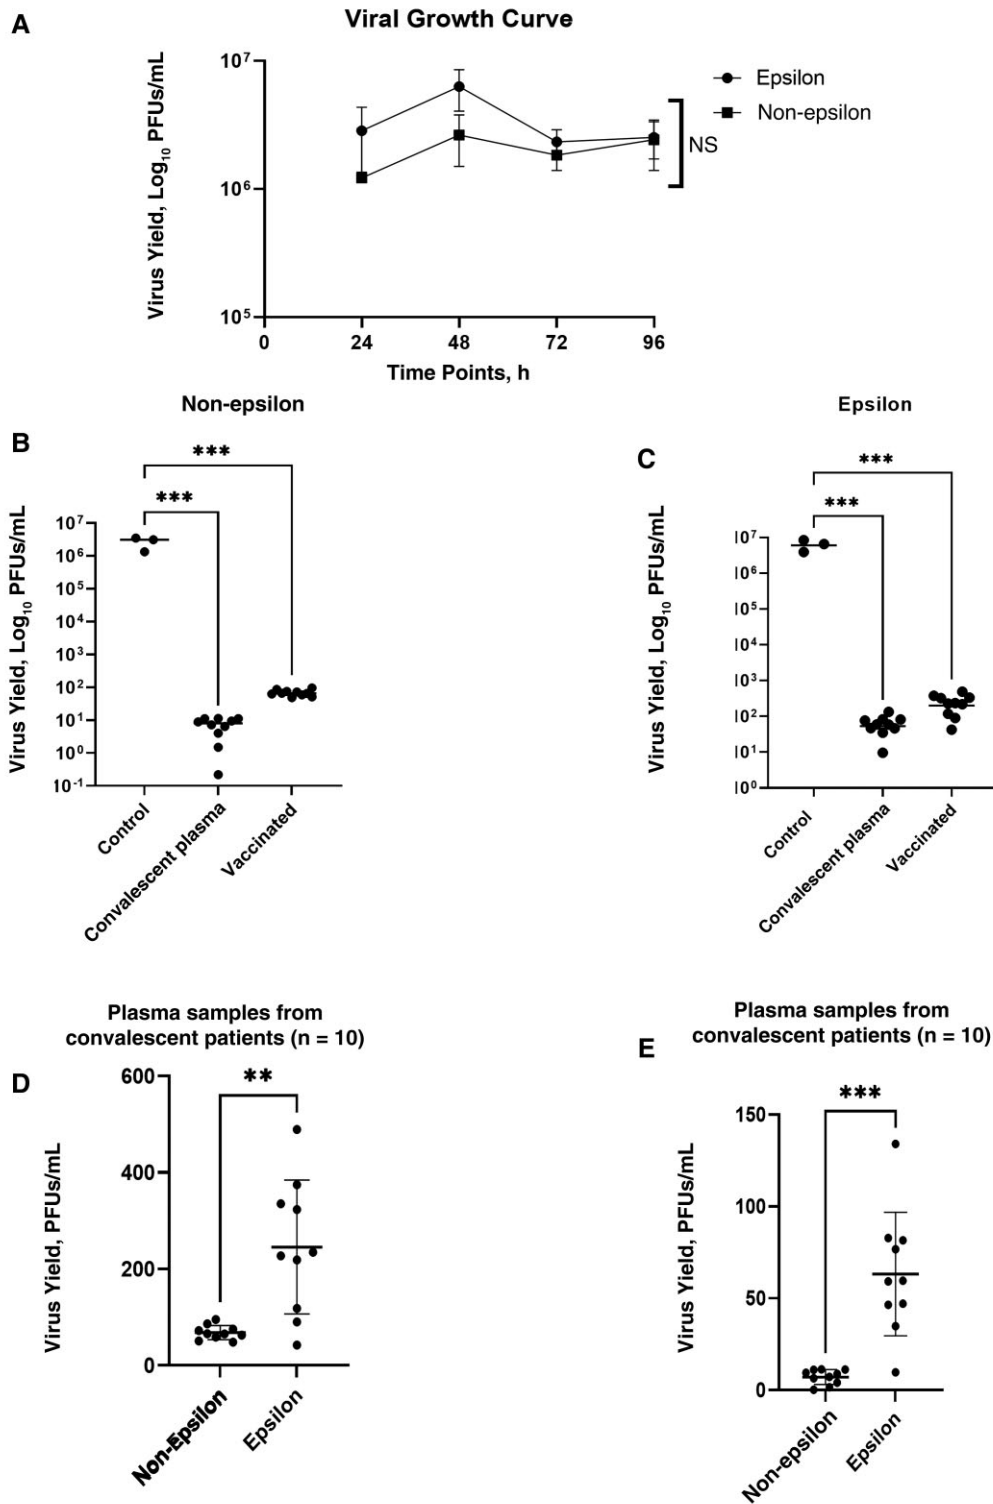 A
Viral Growth Curve
Virus Yield, Log₁₀ PFUs/mL
10⁷
10⁶
10⁵
0
24
48
72
96
Time Points, h
Epsilon
Non-epsilon
NS
Non-epsilon
B
***
***
Virus Yield, Log₁₀ PFUs/mL
10⁷
10⁶
10⁵
10⁴
10³
10²
10¹
10⁰
10⁻¹
Control
Convalescent plasma
Vaccinated
Epsilon
C
***
***
Virus Yield, Log₁₀ PFUs/mL
10⁷
10⁶
10⁵
10⁴
10³
10²
10¹
10⁰
Control
Convalescent plasma
Vaccinated
Plasma samples from
convalescent patients (n = 10)
D
**
Virus Yield, PFUs/mL
600
400
200
0
Non-Epsilon
Epsilon
Plasma samples from
convalescent patients (n = 10)
E
***
Virus Yield, PFUs/mL
150
100
50
0
Non-epsilon
Epsilon